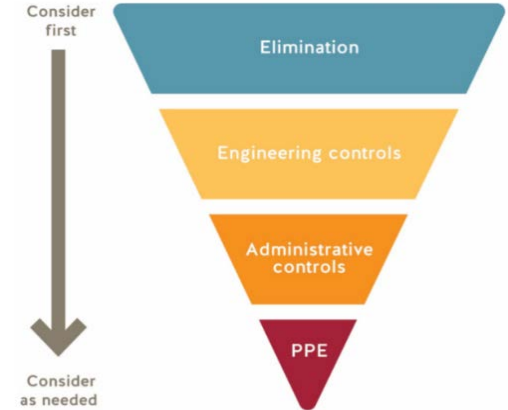 Consider
first
Elimination
Engineering controls
Administrative
controls
PPE
Consider
as needed